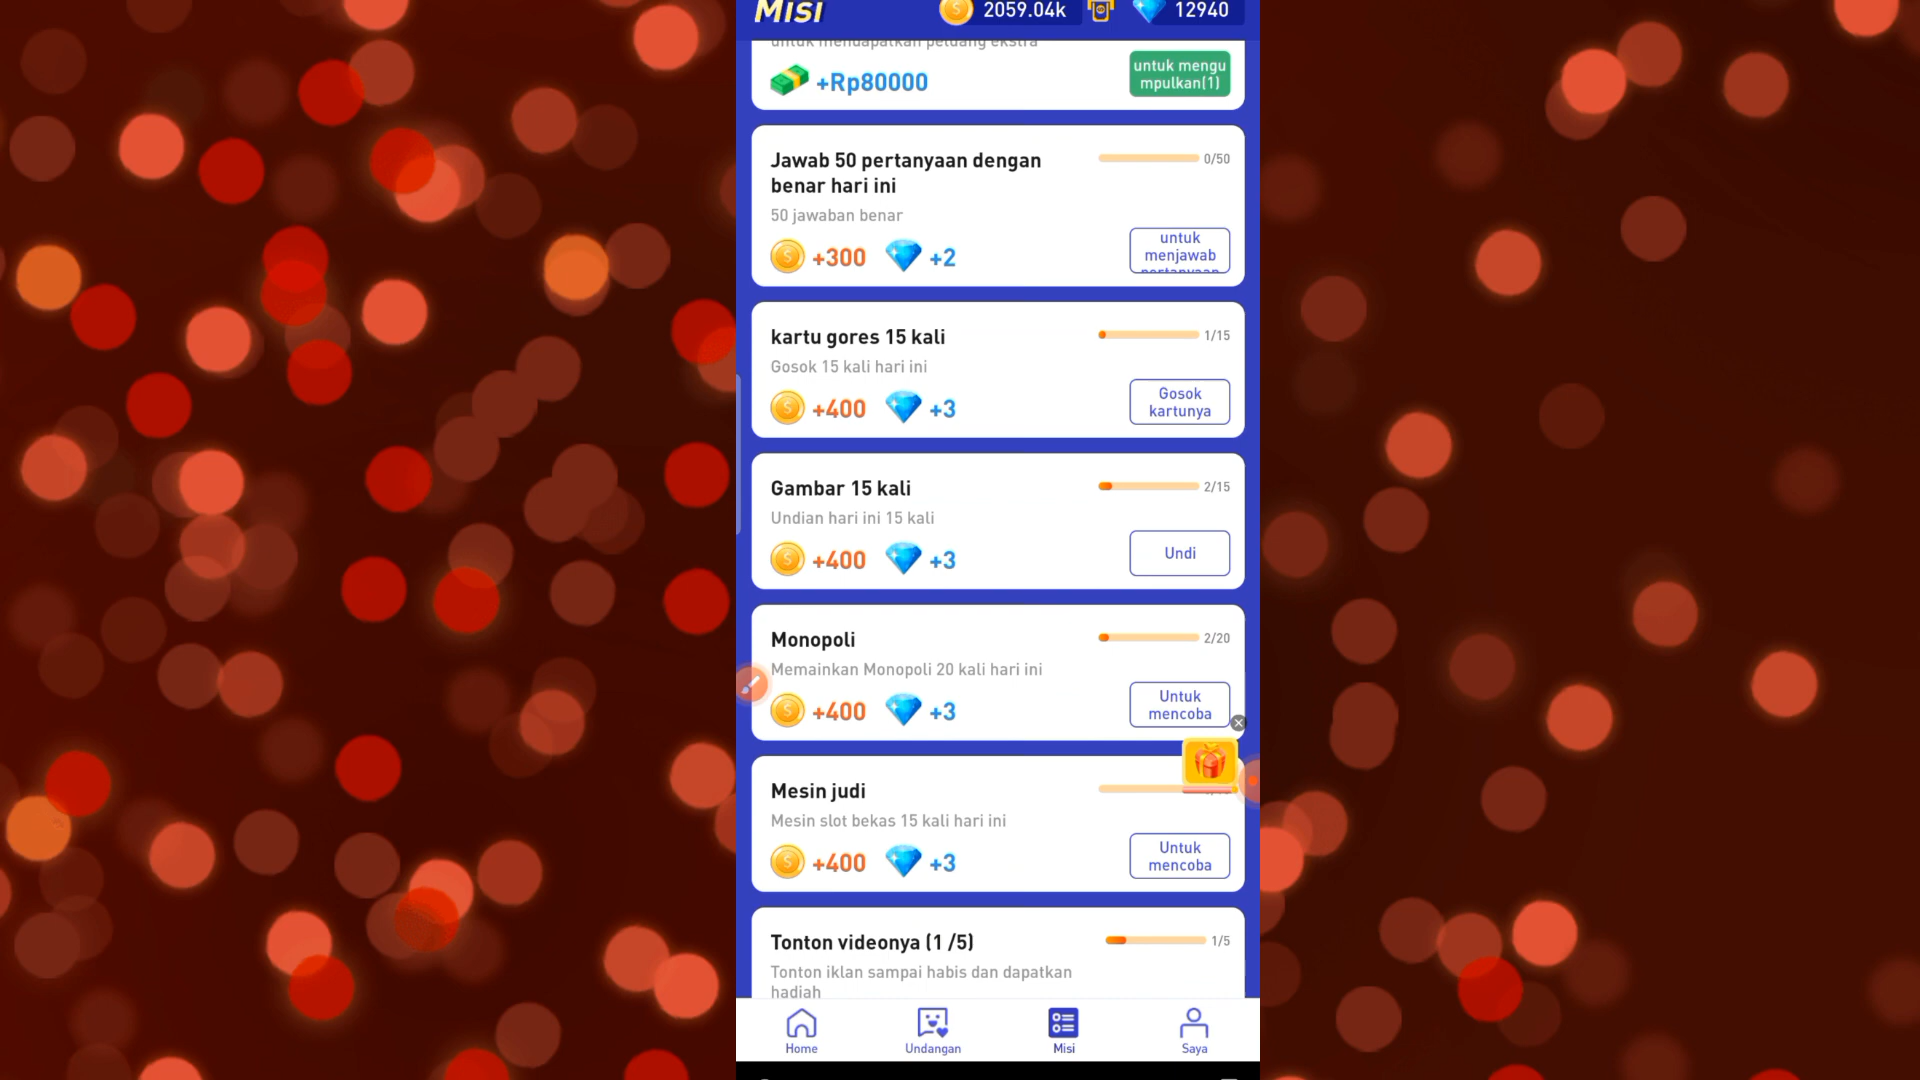 Misi
2059.04k
12940
untuk mendapatkan peluang ekstra
+Rp80000
untuk mengu
mpulkan(1)
Jawab 50 pertanyaan dengan
benar hari ini
0/50
50 jawaban benar
+300
+2
untuk
menjawab
pertanyaan
kartu gores 15 kali
1/15
Gosok 15 kali hari ini
+400
+3
Gosok
kartunya
Gambar 15 kali
2/15
Undian hari ini 15 kali
+400
+3
Undi
Monopoli
2/20
Memainkan Monopoli 20 kali hari ini
+400
+3
Untuk
mencoba
Mesin judi
Mesin slot bekas 15 kali hari ini
+400
+3
Untuk
mencoba
Tonton videonya (1 /5)
1/5
Tonton iklan sampai habis dan dapatkan
hadiah
Home
Undangan
Misi
Saya